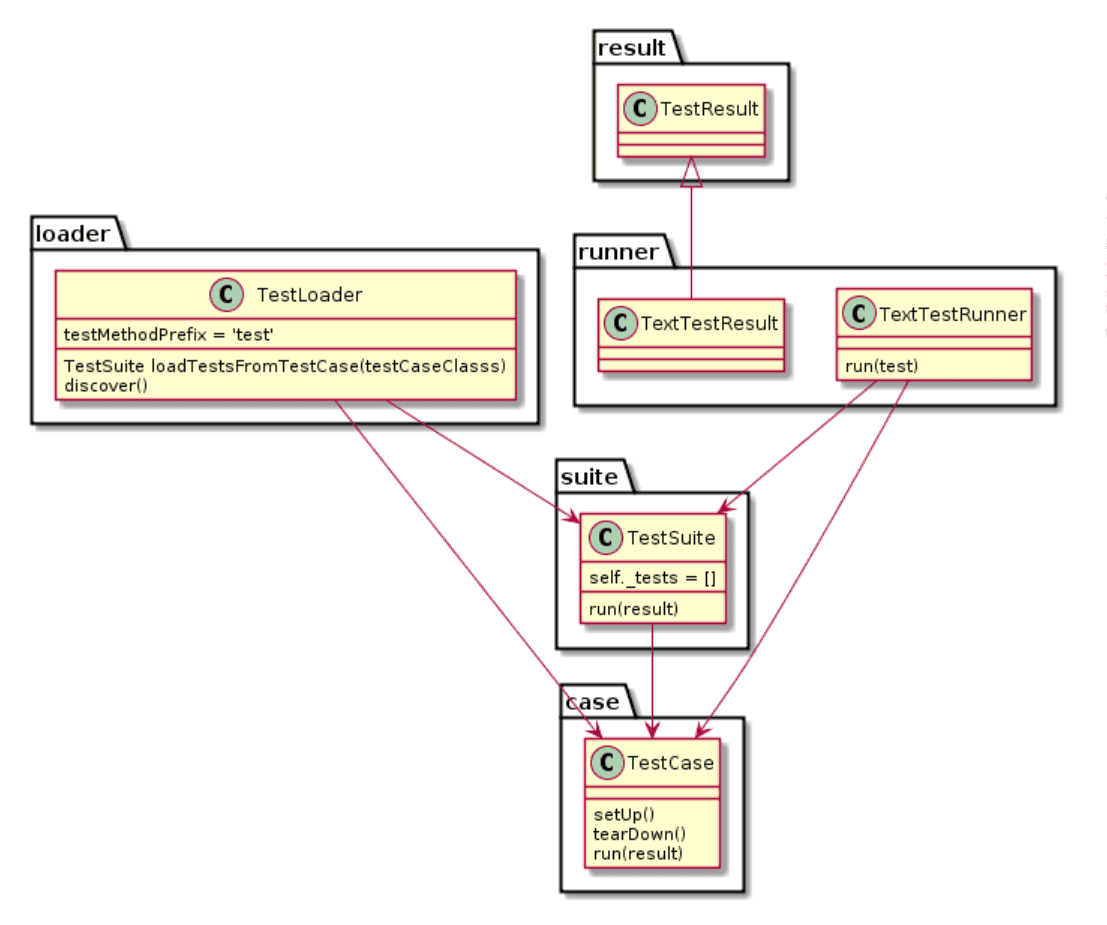 result
C TestResult
loader
C TestLoader
testMethodPrefix = 'test'
TestSuite loadTestsFromTestCase(testCaseClasss)
discover()
runner
C TextTestResult
C TextTestRunner
run(test)
suite
C TestSuite
self._tests = []
run(result)
case
C TestCase
setUp()
tearDown()
run(result)